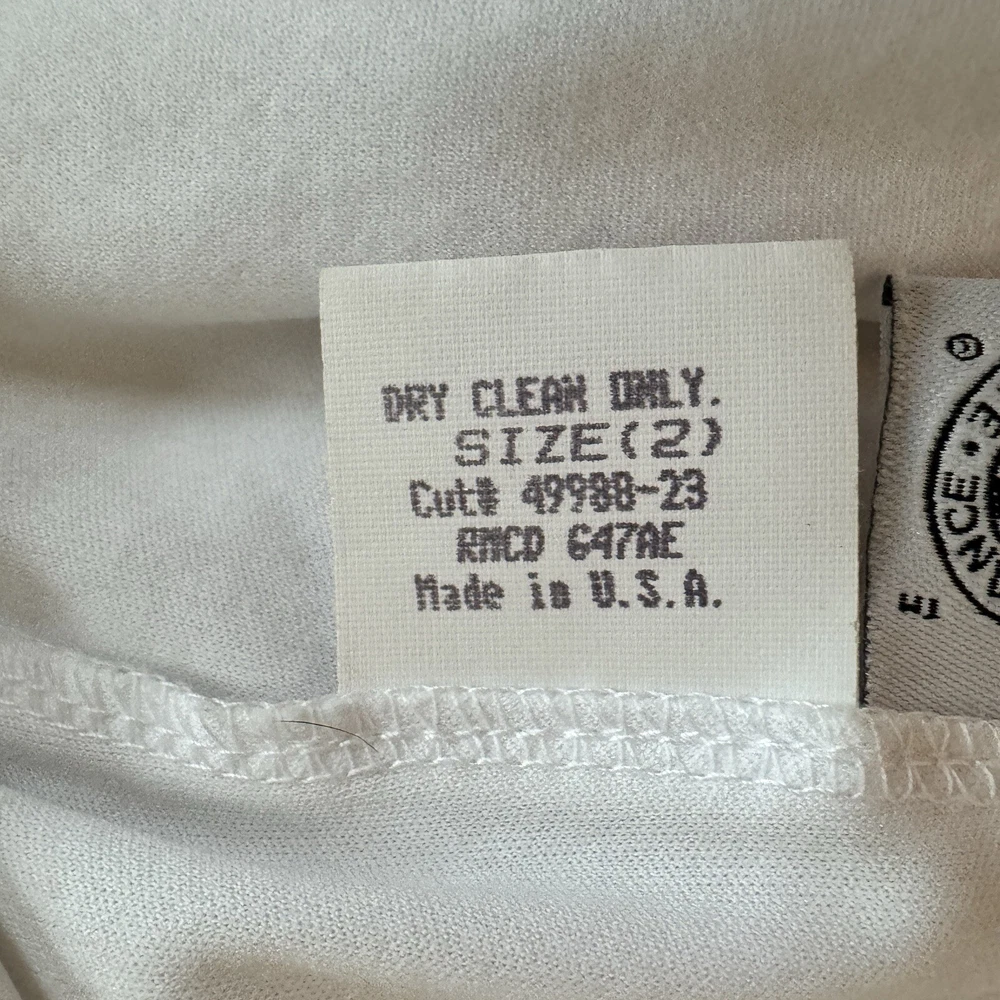 DRY CLEAN ONLY.
SIZE(2)
Cut# 49988-23
RMCD 647AE
Made in U.S.A.